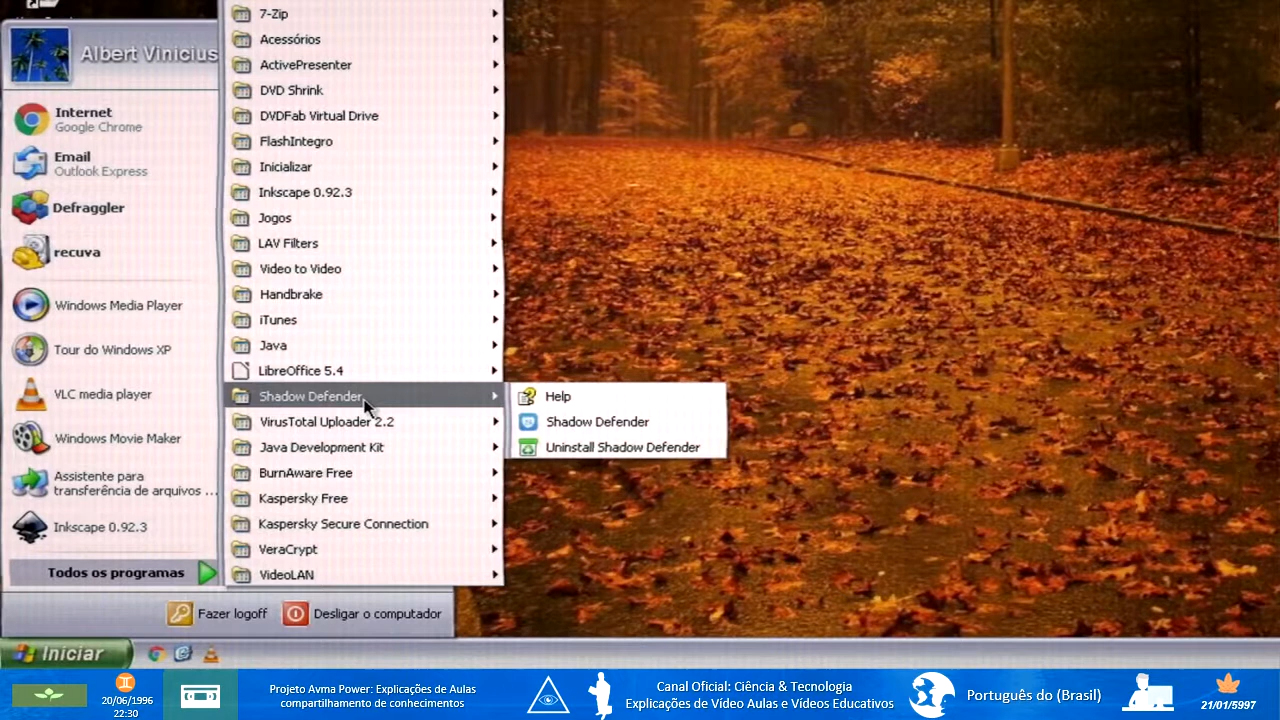 Albert Vinicius
Internet
Google Chrome
Email
Outlook Express
Defraggler
recuva
Windows Media Player
Tour do Windows XP
VLC media player
Windows Movie Maker
Assistente para
transferência de arquivos ...
Inkscape 0.92.3
Todos os programas
7-Zip
Acessórios
ActivePresenter
DVD Shrink
DVDFab Virtual Drive
FlashIntegro
Inicializar
Inkscape 0.92.3
Jogos
LAV Filters
Video to Video
Handbrake
iTunes
Java
LibreOffice 5.4
Shadow Defender
VirusTotal Uploader 2.2
Java Development Kit
BurnAware Free
Kaspersky Free
Kaspersky Secure Connection
VeraCrypt
VideoLAN
Help
Shadow Defender
Uninstall Shadow Defender
Fazer logoff
Desligar o computador
Iniciar
20/06/1996
22:30
Projeto Avma Power: Explicações de Aulas
compartilhamento de conhecimentos
Canal Oficial: Ciência & Tecnologia
Explicações de Vídeo Aulas e Vídeos Educativos
Português do (Brasil)
21/01/5997